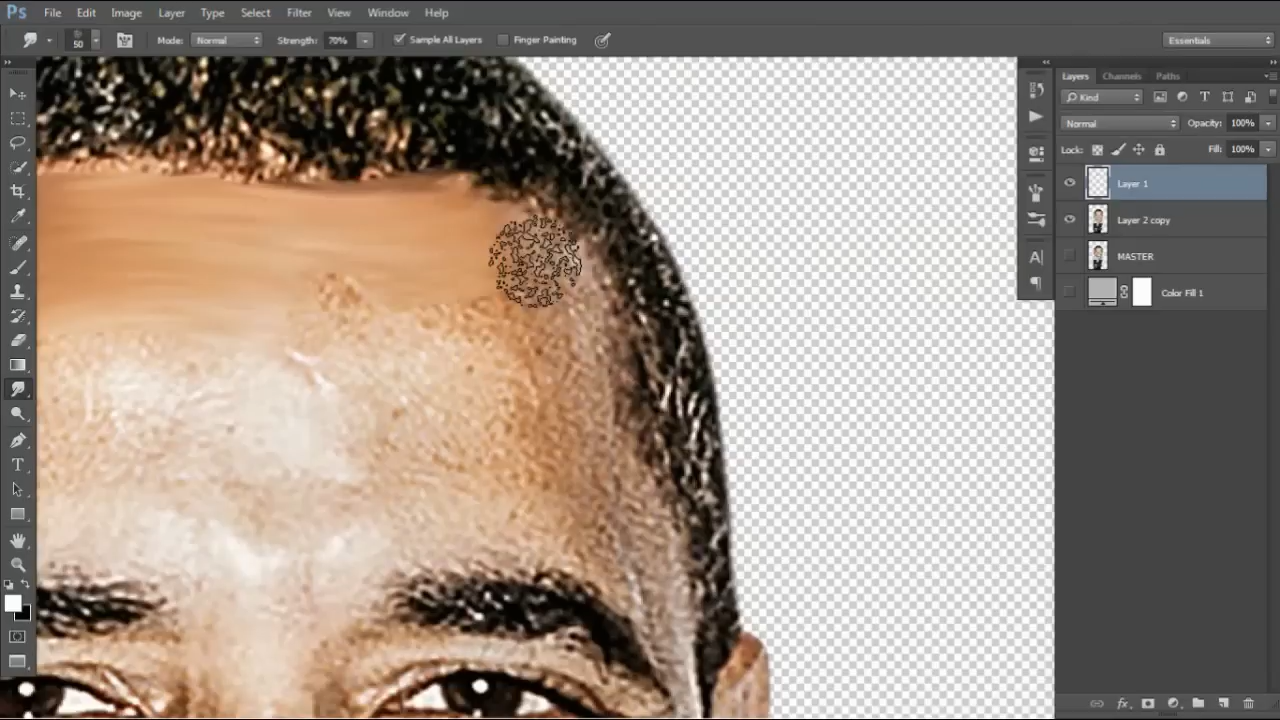 Ps File Edit Image Layer Type Select Filter View Window Help
50 Mode: Normal Strength: 70% Sample All Layers Finger Painting Essentials
Layers Channels Paths
Kind T
Normal Opacity: 100%
Lock: Fill: 100%
Layer 1
Layer 2 copy
MASTER
Color Fill 1
A
T
fx